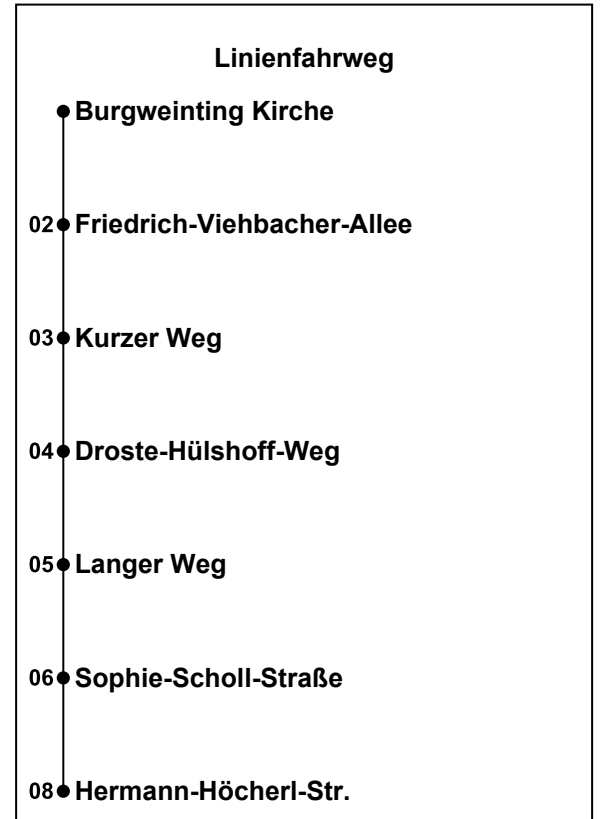 Linienfahrweg
Burgweinting Kirche
02 Friedrich-Viehbacher-Allee
03 Kurzer Weg
04 Droste-Hülshoff-Weg
05 Langer Weg
06 Sophie-Scholl-Straße
08 Hermann-Höcherl-Str.